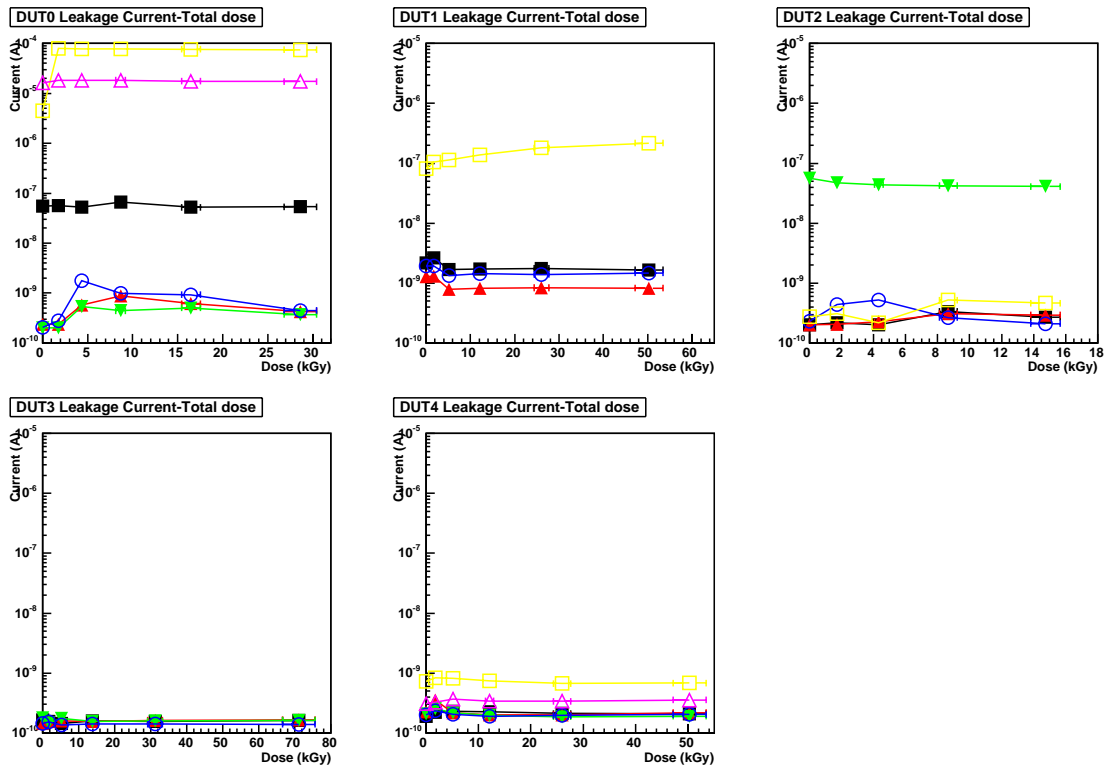 DUT0 Leakage Current-Total dose
Current (A)
10^-4
10^-5
10^-6
10^-7
10^-8
10^-9
10^-10
0 5 10 15 20 25 30
Dose (kGy)
DUT1 Leakage Current-Total dose
Current (A)
10^-5
10^-6
10^-7
10^-8
10^-9
10^-10
0 10 20 30 40 50 60
Dose (kGy)
DUT2 Leakage Current-Total dose
Current (A)
10^-5
10^-6
10^-7
10^-8
10^-9
10^-10
0 2 4 6 8 10 12 14 16 18
Dose (kGy)
DUT3 Leakage Current-Total dose
Current (A)
10^-5
10^-6
10^-7
10^-8
10^-9
10^-10
0 10 20 30 40 50 60 70 80
Dose (kGy)
DUT4 Leakage Current-Total dose
Current (A)
10^-5
10^-6
10^-7
10^-8
10^-9
10^-10
0 10 20 30 40 50
Dose (kGy)